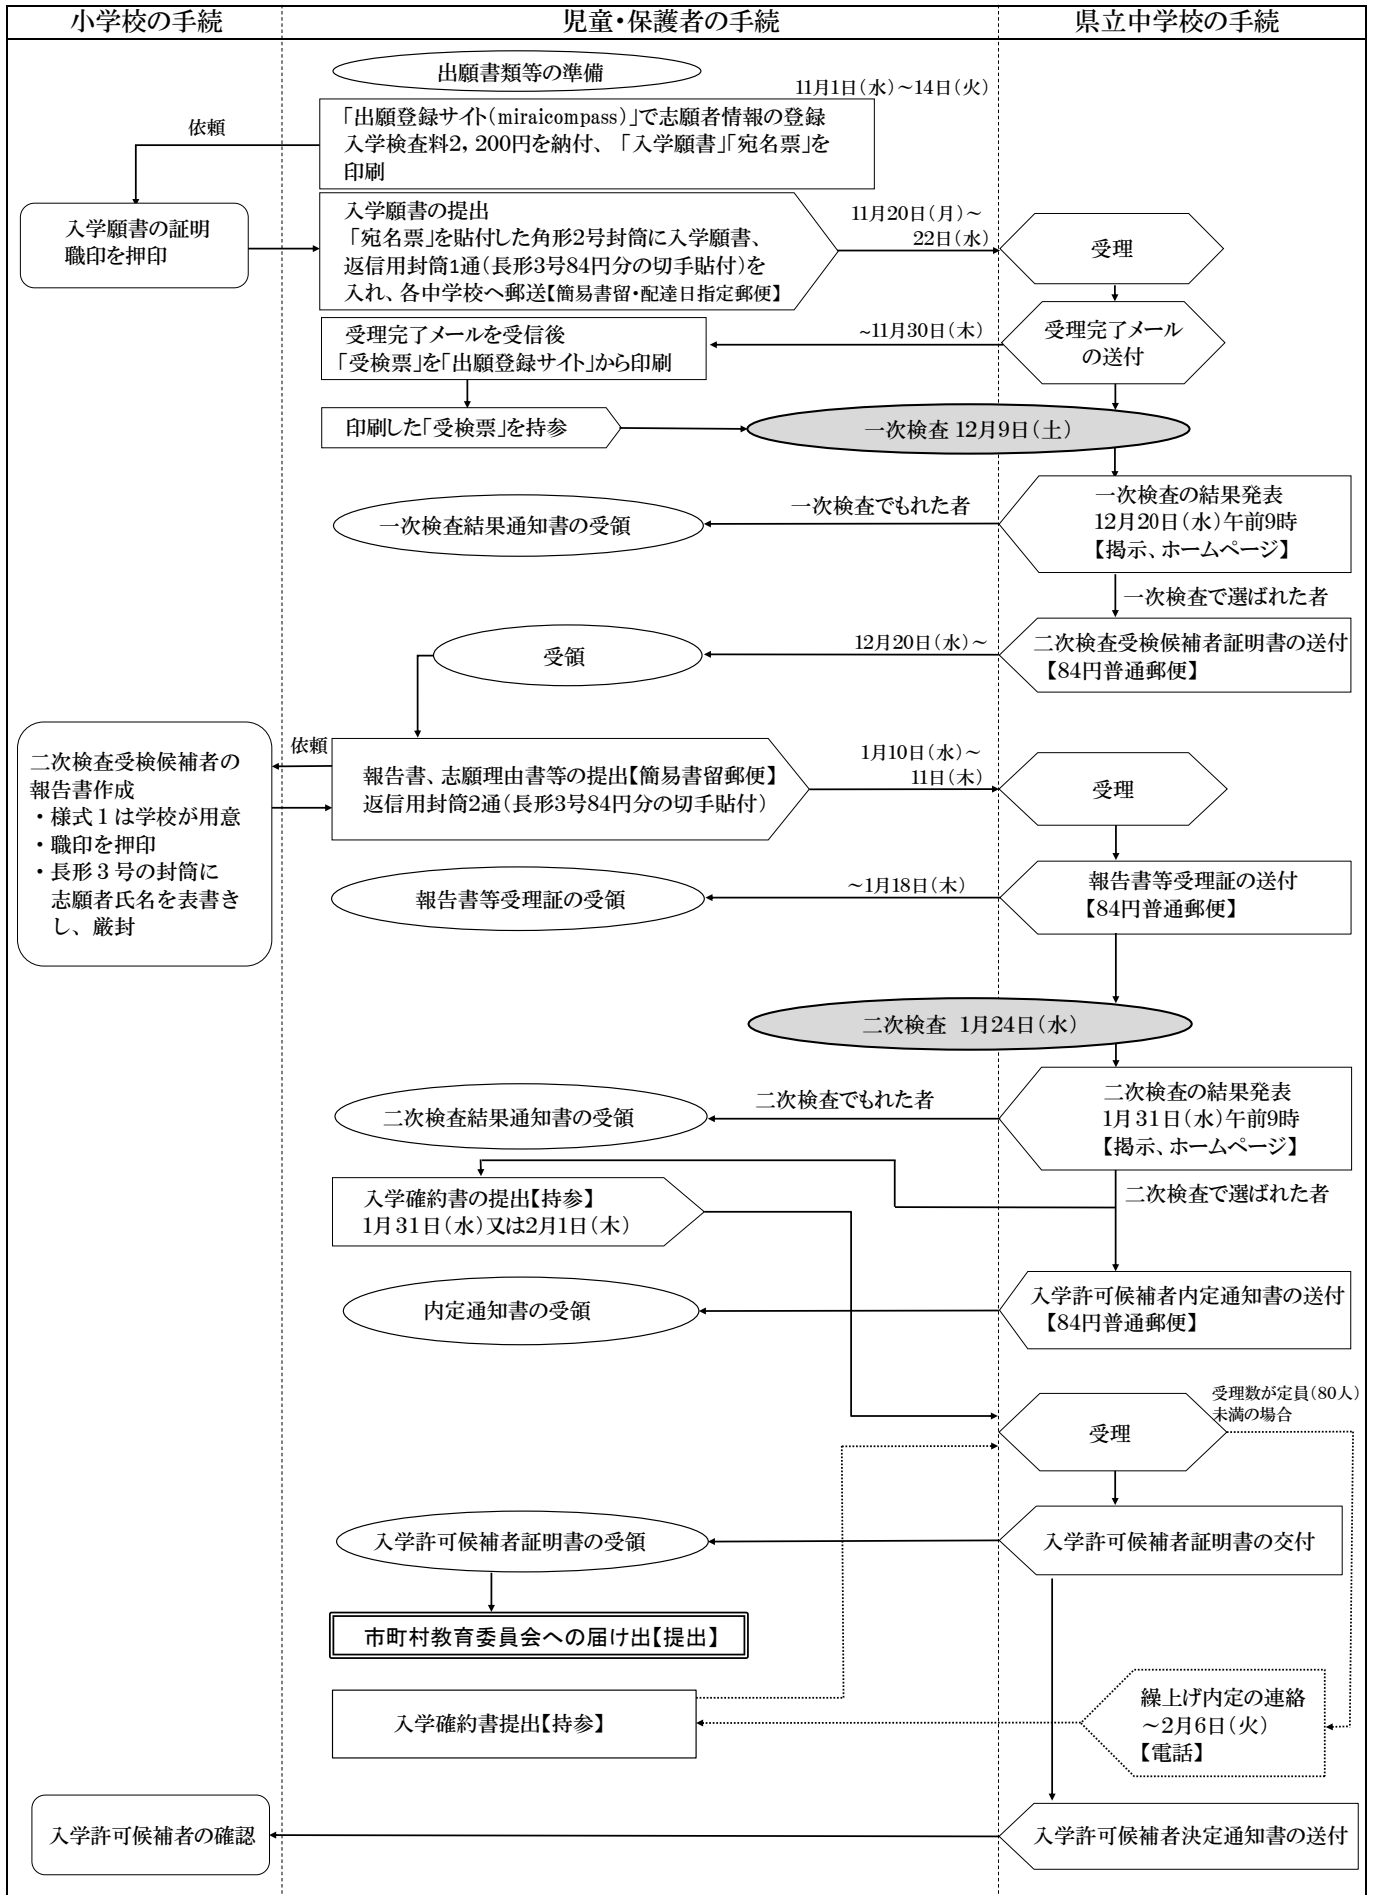 小学校の手続
児童・保護者の手続
県立中学校の手続
出願書類等の準備
11月1日(水)～14日(火)
「出願登録サイト(miraicompass)」で志願者情報の登録
入学検査料2，200円を納付、「入学願書」「宛名票」を
印刷
依頼
入学願書の証明
職印を押印
入学願書の提出
「宛名票」を貼付した角形2号封筒に入学願書、
返信用封筒1通(長形3号84円分の切手貼付)を
入れ、各中学校へ郵送【簡易書留・配達日指定郵便】
11月20日(月)～
22日(水)
受理
受理完了メールを受信後
「受検票」を「出願登録サイト」から印刷
~11月30日(木)
受理完了メール
の送付
印刷した「受検票」を持参
一次検査 12月9日(土)
一次検査結果通知書の受領
一次検査でもれた者
一次検査の結果発表
12月20日(水)午前9時
【掲示、ホームページ】
一次検査で選ばれた者
受領
12月20日(水)～
二次検査受検候補者証明書の送付
【84円普通郵便】
二次検査受検候補者の
報告書作成
・様式１は学校が用意
・職印を押印
・長形３号の封筒に
志願者氏名を表書き
し、厳封
依頼
報告書、志願理由書等の提出【簡易書留郵便】
返信用封筒2通(長形3号84円分の切手貼付)
1月10日(水)～
11日(木)
受理
報告書等受理証の受領
～1月18日(木)
報告書等受理証の送付
【84円普通郵便】
二次検査 1月24日(水)
二次検査結果通知書の受領
二次検査でもれた者
二次検査の結果発表
1月31日(水)午前9時
【掲示、ホームページ】
二次検査で選ばれた者
入学確約書の提出【持参】
1月31日(水)又は2月1日(木)
内定通知書の受領
入学許可候補者内定通知書の送付
【84円普通郵便】
受理数が定員(80人)
未満の場合
受理
入学許可候補者証明書の受領
入学許可候補者証明書の交付
市町村教育委員会への届け出【提出】
入学確約書提出【持参】
繰上げ内定の連絡
～2月6日(火)
【電話】
入学許可候補者の確認
入学許可候補者決定通知書の送付